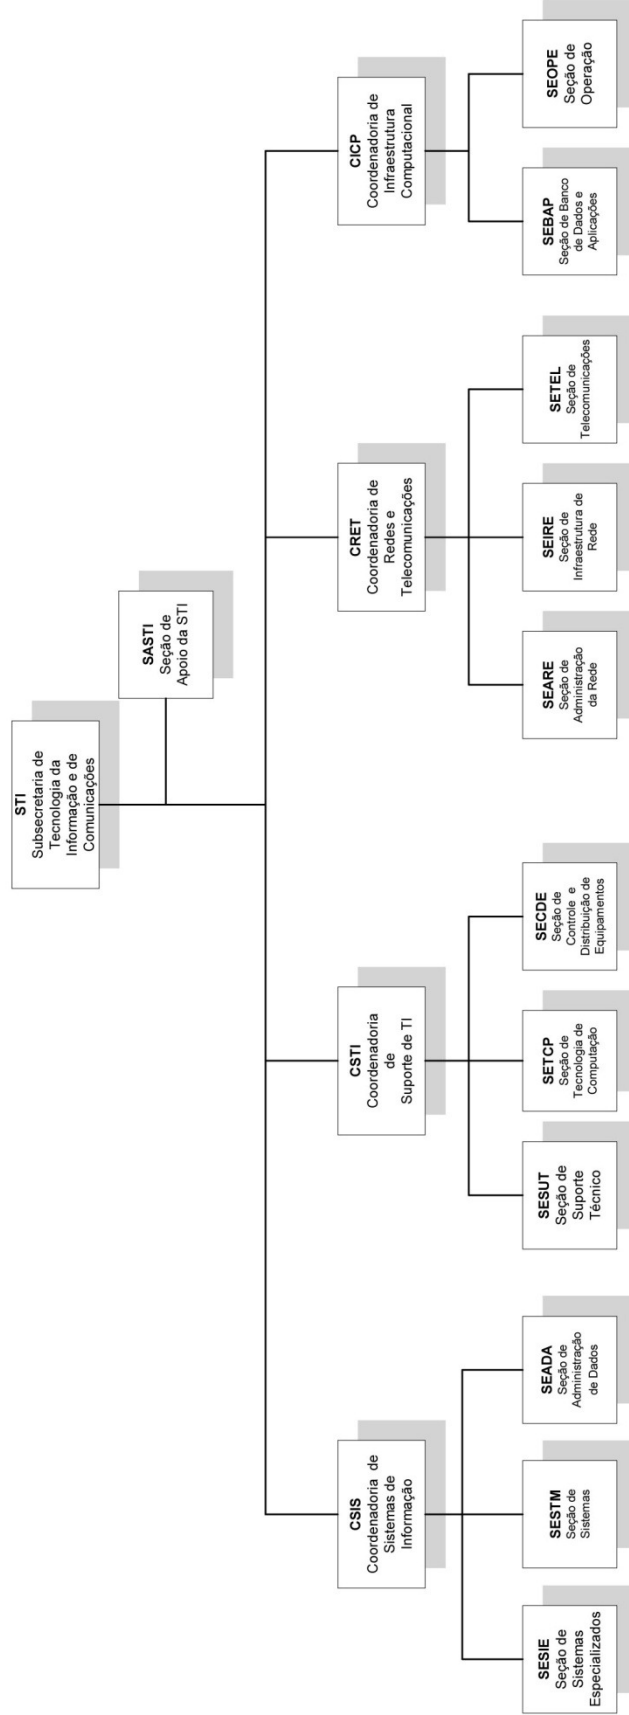 STI
Subsecretaria de
Tecnologia da
Informação e de
Comunicações
SASTI
Seção de
Apoio da STI
CSIS
Coordenadoria de
Sistemas de
Informação
CSTI
Coordenadoria
de
Suporte de TI
CRET
Coordenadoria de
Redes e
Telecomunicações
CICP
Coordenadoria de
Infraestrutura
Computacional
SESIE
Seção de
Sistemas
Especializados
SESTM
Seção de
Sistemas
SEADA
Seção de
Administração
de Dados
SESUT
Seção de
Suporte
Técnico
SETCP
Seção de
Tecnologia de
Computação
SECDE
Seção de
Controle e
Distribuição de
Equipamentos
SEARE
Seção de
Administração
da Rede
SEIRE
Seção de
Infraestrutura de
Rede
SETEL
Seção de
Telecomunicações
SEBAP
Seção de Banco
de Dados e
Aplicações
SEOPE
Seção de
Operação